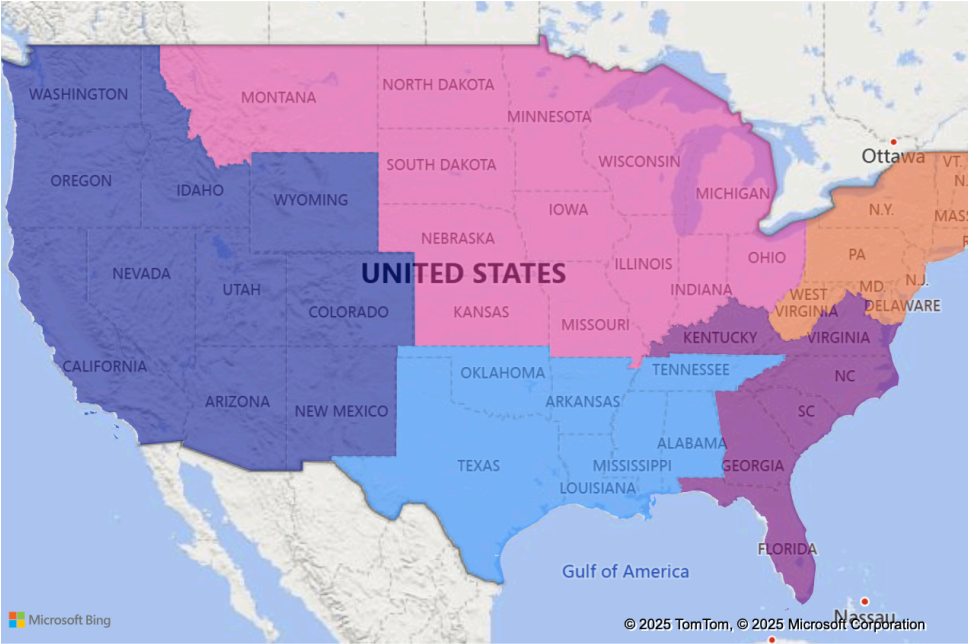 WASHINGTON
MONTANA
NORTH DAKOTA
MINNESOTA
Ottawa
VT.
N.
SOUTH DAKOTA
WISCONSIN
MICHIGAN
OREGON
IDAHO
WYOMING
IOWA
N.Y.
MASS
NEBRASKA
R
NEVADA
UTAH
UNITED STATES
ILLINOIS
OHIO
PA
INDIANA
N.J.
MD.
COLORADO
KANSAS
MISSOURI
WEST
VIRGINIA
DELAWARE
KENTUCKY
VIRGINIA
CALIFORNIA
OKLAHOMA
TENNESSEE
NC
ARIZONA
NEW MEXICO
ARKANSAS
SC
ALABAMA
TEXAS
MISSISSIPPI
GEORGIA
LOUISIANA
FLORIDA
Gulf of America
Nassau
Microsoft Bing
© 2025 TomTom, © 2025 Microsoft Corporation